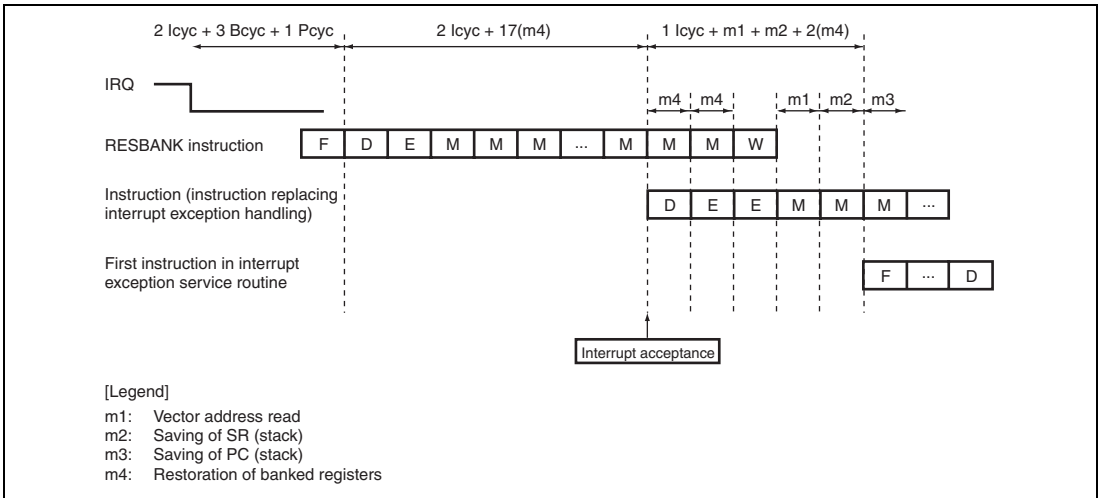 2 Icyc + 3 Bcyc + 1 Pcyc 2 Icyc + 17(m4) 1 Icyc + m1 + m2 + 2(m4)
IRQ
m4 m4 m1 m2 m3
RESBANK instruction F D E M M M ... M M M W
Instruction (instruction replacing
interrupt exception handling) D E E M M M ...
First instruction in interrupt
exception service routine F ... D
Interrupt acceptance
[Legend]
m1: Vector address read
m2: Saving of SR (stack)
m3: Saving of PC (stack)
m4: Restoration of banked registers